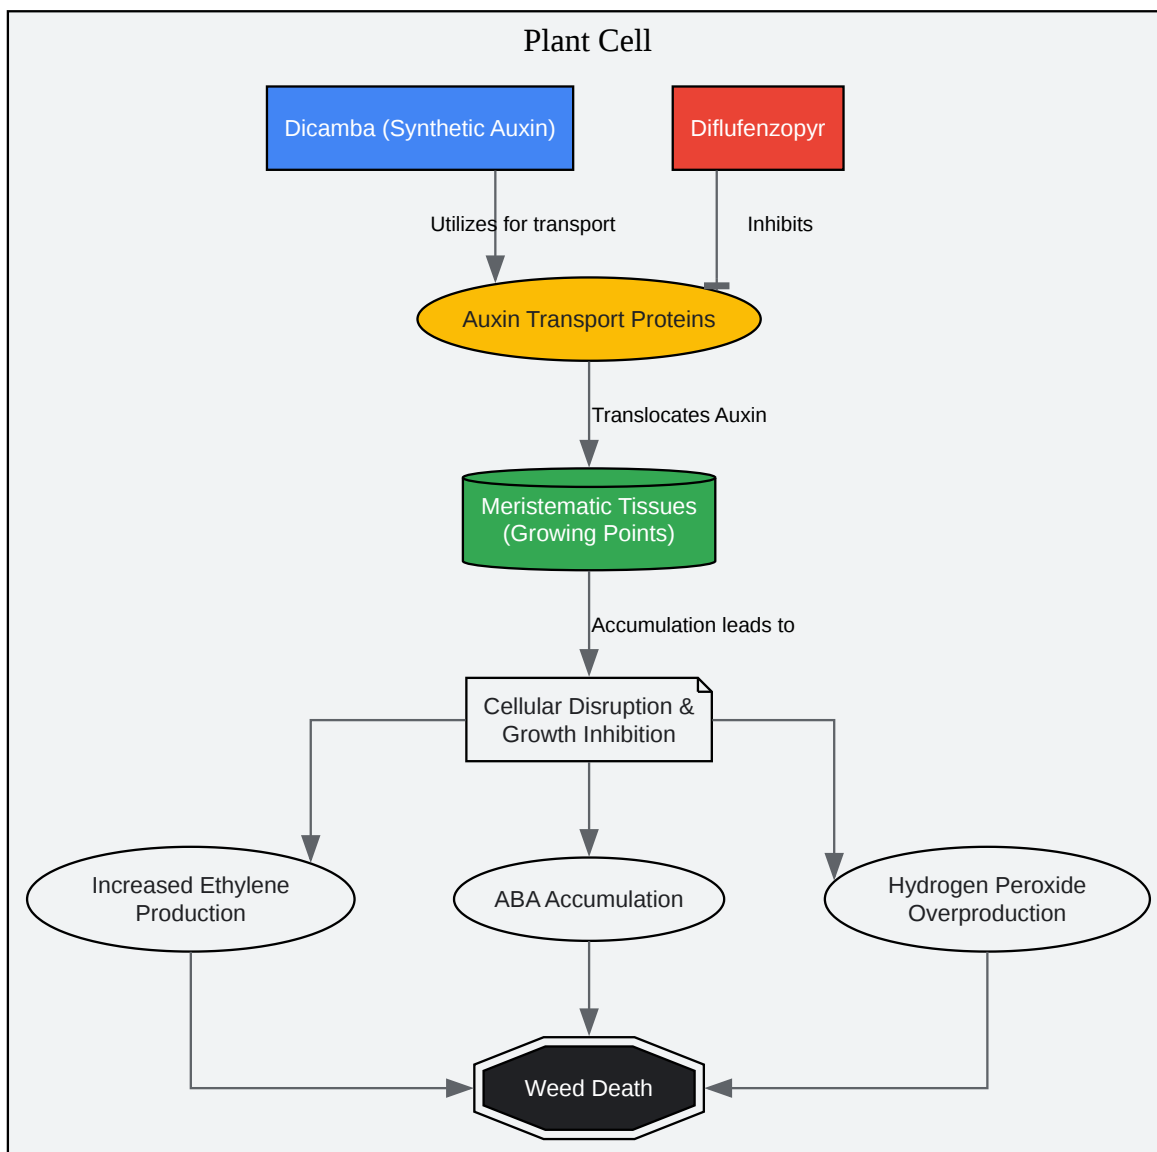 Plant Cell
Dicamba (Synthetic Auxin)
Diflufenzopyr
Utilizes for transport
Inhibits
Auxin Transport Proteins
Translocates Auxin
Meristematic Tissues
(Growing Points)
Accumulation leads to
Cellular Disruption &
Growth Inhibition
Increased Ethylene
Production
ABA Accumulation
Hydrogen Peroxide
Overproduction
Weed Death